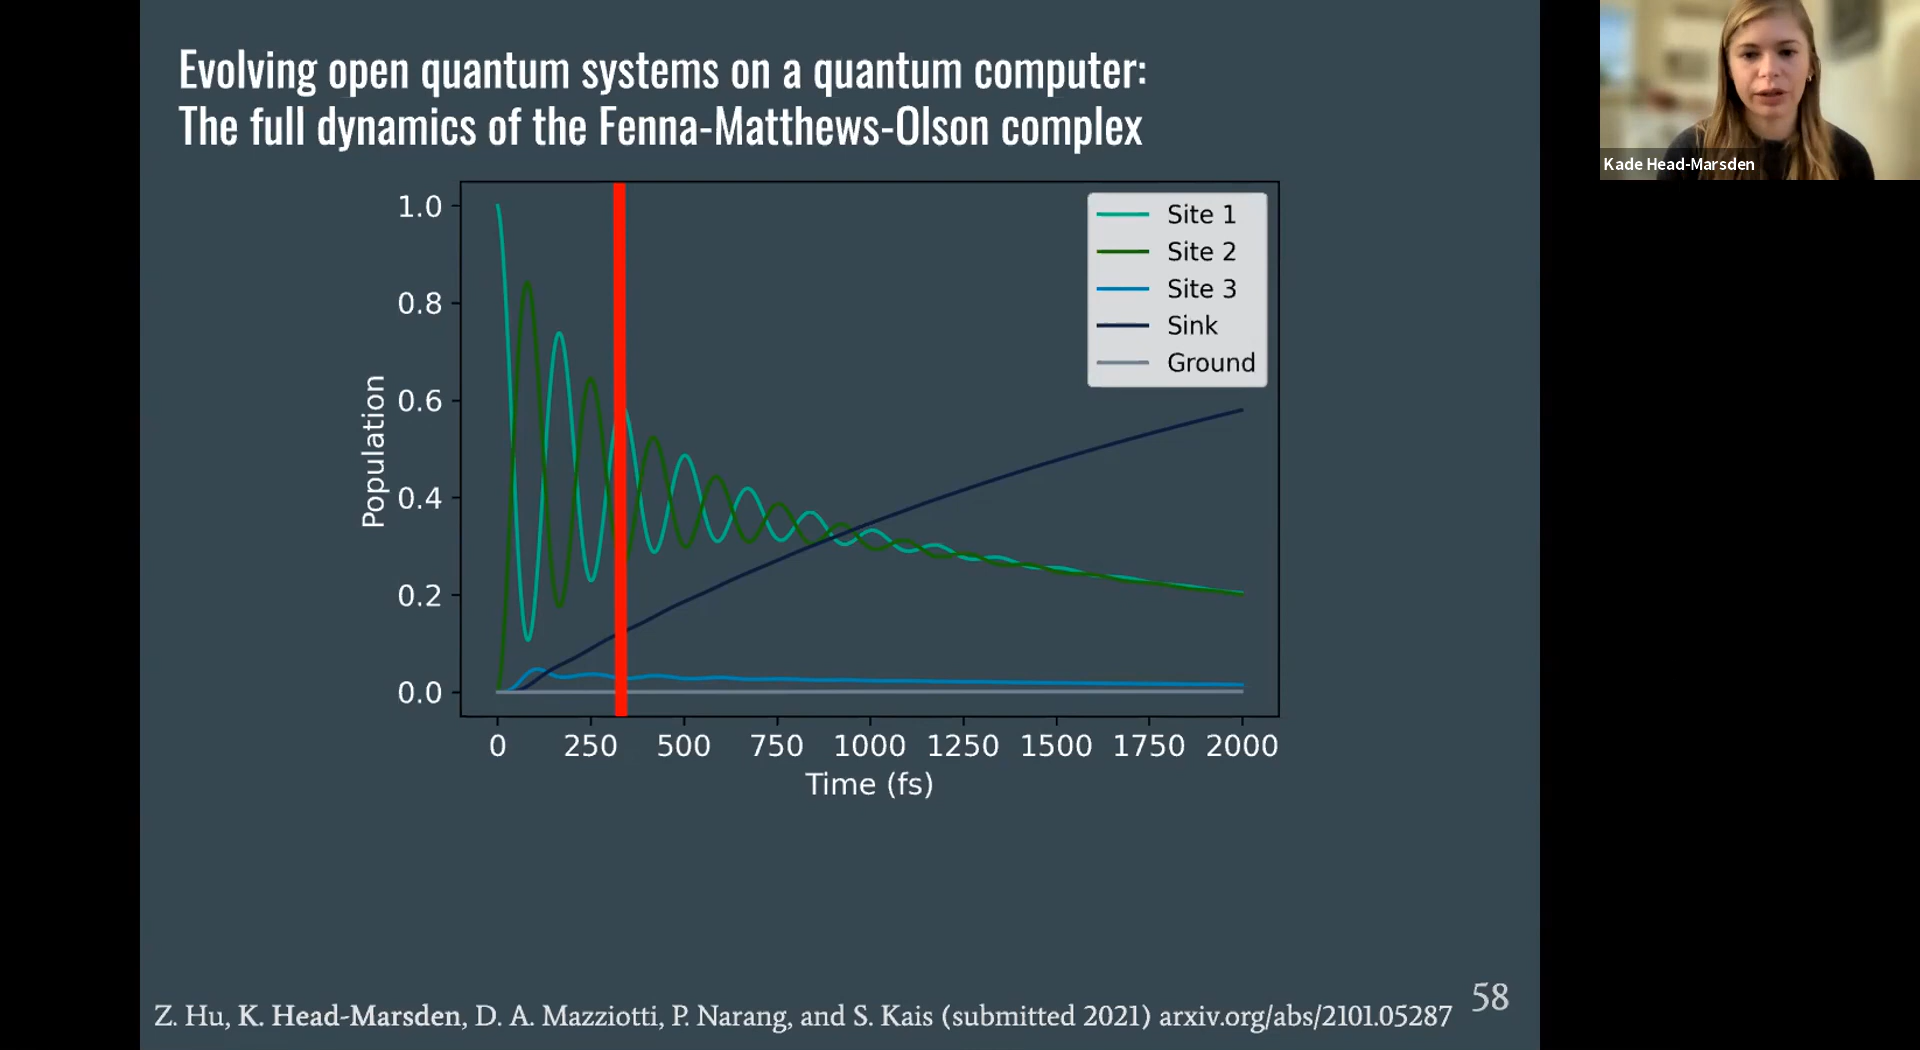 Evolving open quantum systems on a quantum computer:
The full dynamics of the Fenna-Matthews-Olson complex
Kade Head-Marsden
1.0
0.8
0.6
0.4
0.2
0.0
Population
Site 1
Site 2
Site 3
Sink
Ground
0 250 500 750 1000 1250 1500 1750 2000
Time (fs)
Z. Hu, K. Head-Marsden, D. A. Mazziotti, P. Narang, and S. Kais (submitted 2021) arxiv.org/abs/2101.05287
58